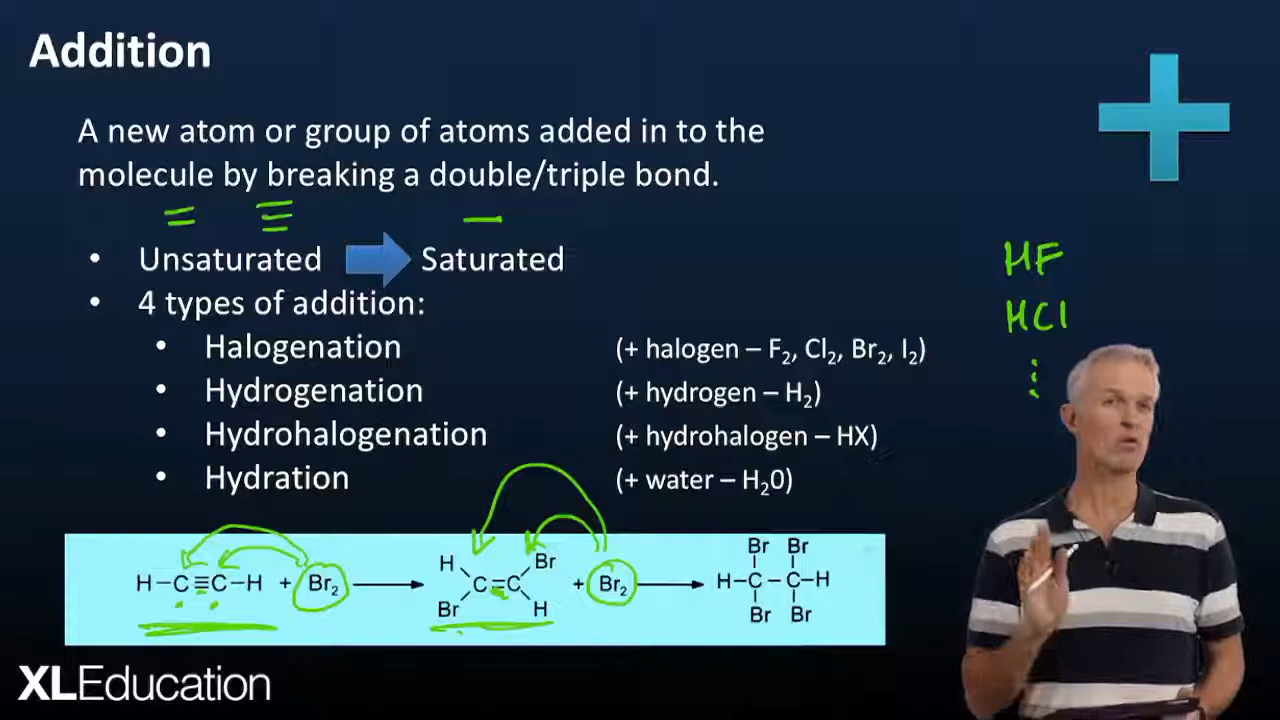 Addition
A new atom or group of atoms added in to the
molecule by breaking a double/triple bond.
• Unsaturated Saturated
• 4 types of addition:
• Halogenation (+ halogen – F₂, Cl₂, Br₂, I₂)
• Hydrogenation (+ hydrogen – H₂)
• Hydrohalogenation (+ hydrohalogen – HX)
• Hydration (+ water – H₂0)
HF
HCl
H–C≡C–H + Br₂
H Br
C=C + Br₂
Br H
Br Br
H–C–C–H
Br Br
XLEducation